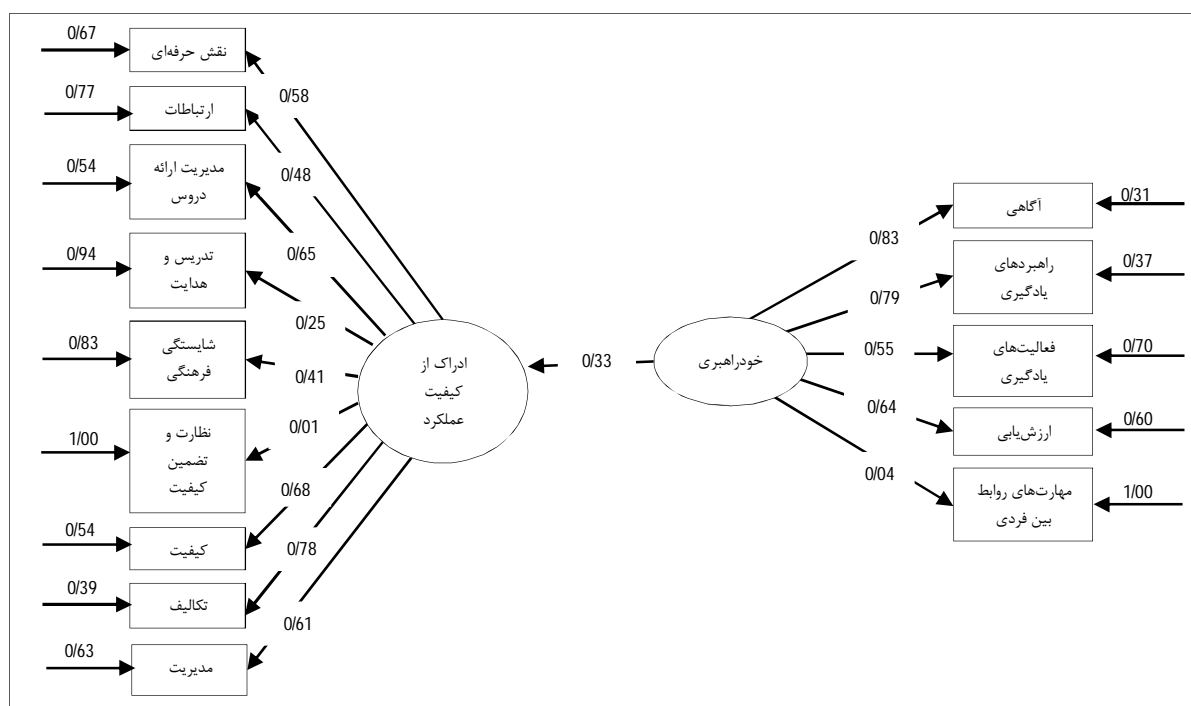 0/67
نقش حرفه‌ای
0/77
ارتباطات
0/54
مدیریت ارائه
دروس
0/94
تدریس و
هدایت
0/83
شایستگی
فرهنگی
1/00
نظارت و
تضمین
کیفیت
0/54
کیفیت
0/39
تکالیف
0/63
مدیریت
0/58
0/48
0/65
0/25
0/41
0/01
0/68
0/78
0/61
ادراک از
کیفیت
عملکرد
0/33
خودراهبری
0/83
0/79
0/55
0/64
0/04
آگاهی
0/31
راهبردهای
یادگیری
0/37
فعالیت‌های
یادگیری
0/70
ارزش‌یابی
0/60
مهارت‌های روابط
بین فردی
1/00